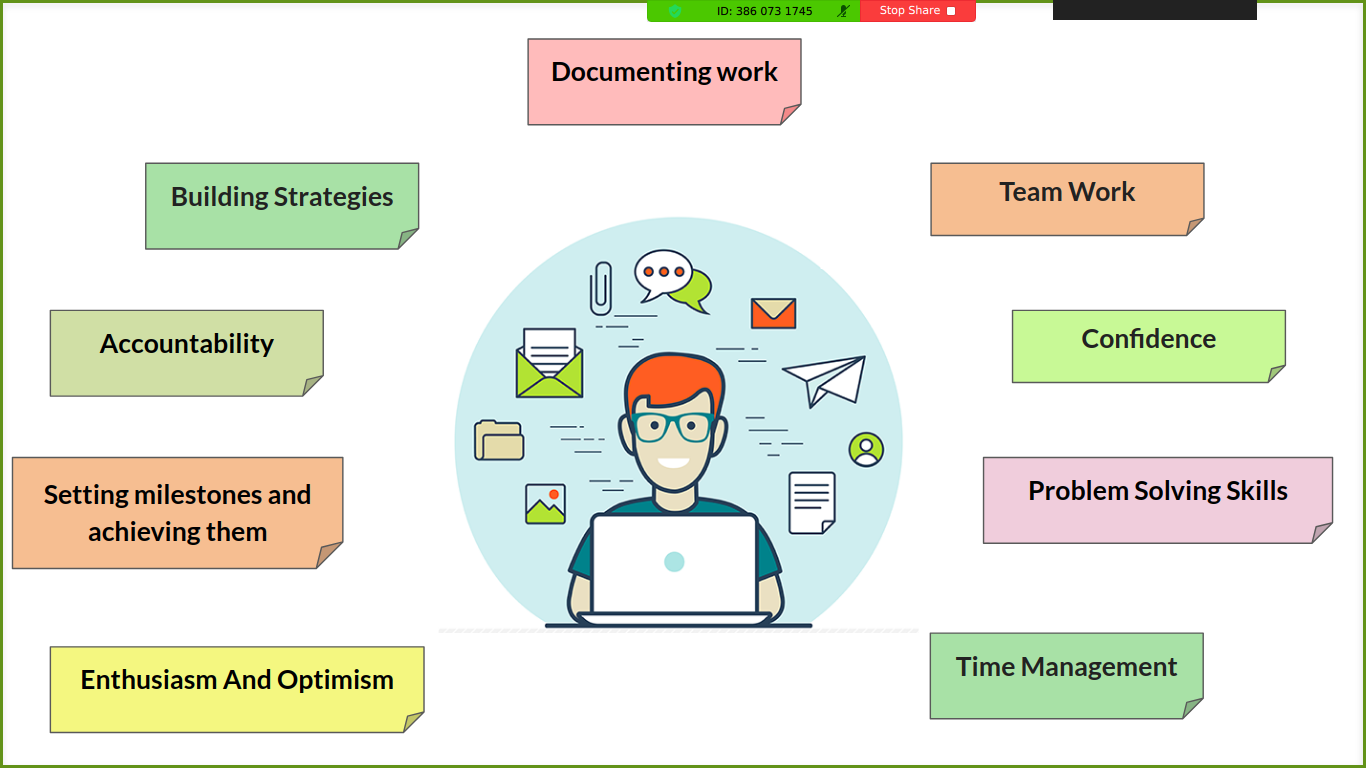 ID: 386 073 1745
Stop Share
Documenting work
Building Strategies
Team Work
Accountability
Confidence
Setting milestones and
achieving them
Problem Solving Skills
Enthusiasm And Optimism
Time Management